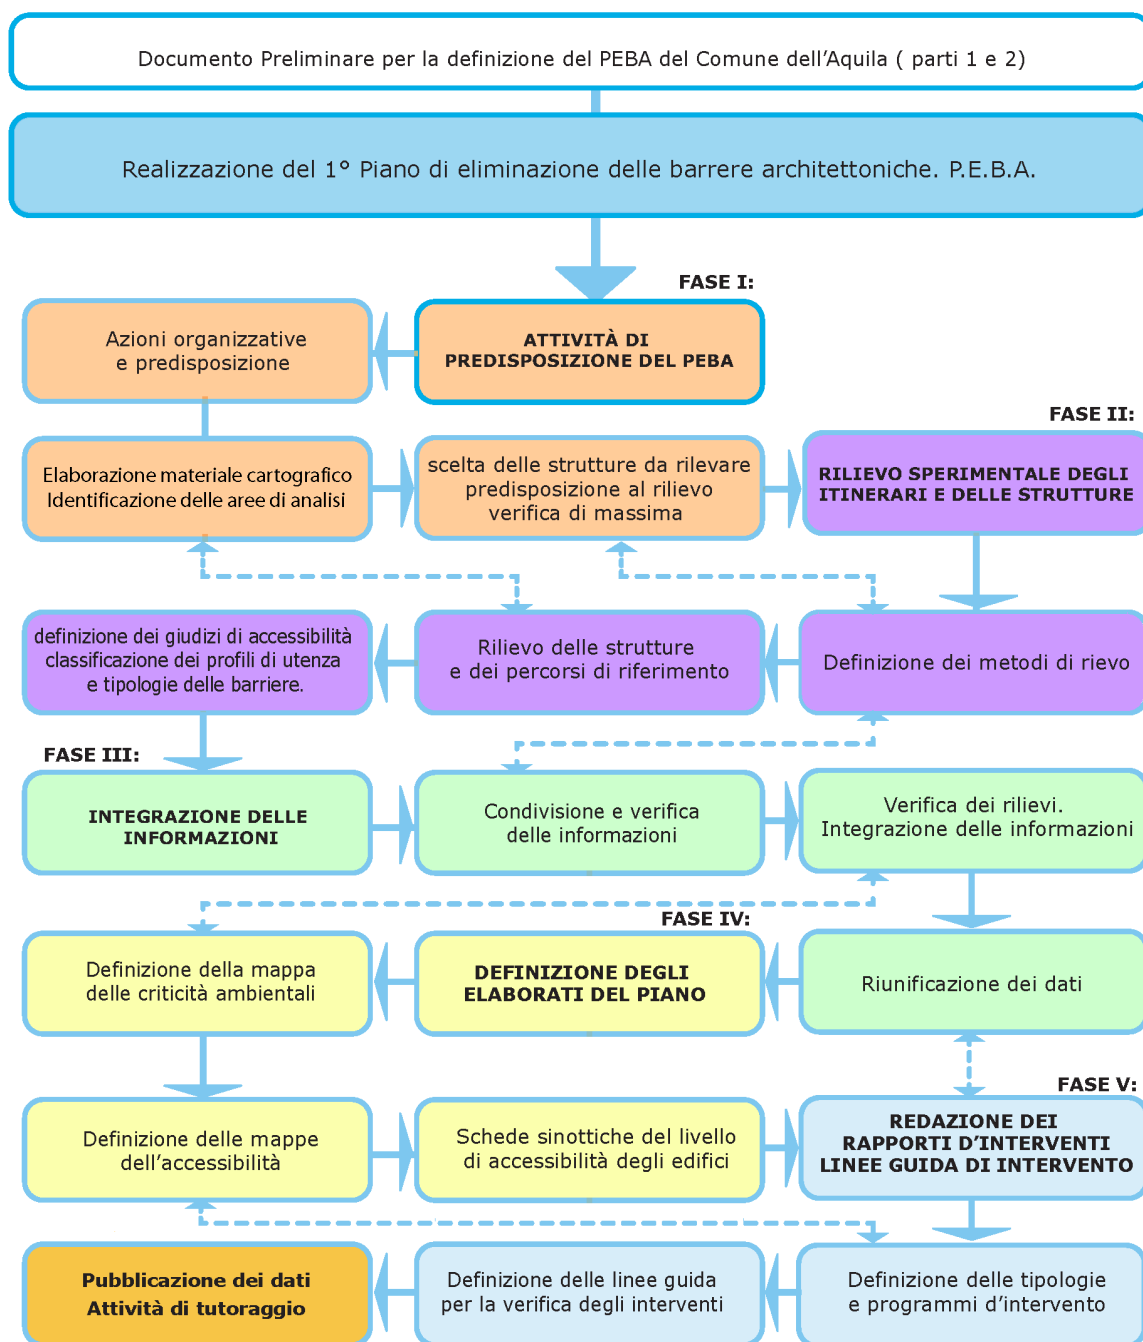 Documento Preliminare per la definizione del PEBA del Comune dell'Aquila ( parti 1 e 2)
Realizzazione del 1° Piano di eliminazione delle barrere architettoniche. P.E.B.A.
FASE I:
Azioni organizzative
e predisposizione
ATTIVITÀ DI
PREDISPOSIZIONE DEL PEBA
FASE II:
Elaborazione materiale cartografico
Identificazione delle aree di analisi
scelta delle strutture da rilevare
predisposizione al rilievo
verifica di massima
RILIEVO SPERIMENTALE DEGLI
ITINERARI E DELLE STRUTTURE
definizione dei giudizi di accessibilità
classificazione dei profili di utenza
e tipologie delle barriere.
Rilievo delle strutture
e dei percorsi di riferimento
Definizione dei metodi di rievo
FASE III:
INTEGRAZIONE DELLE
INFORMAZIONI
Condivisione e verifica
delle informazioni
Verifica dei rilievi.
Integrazione delle informazioni
FASE IV:
Definizione della mappa
delle criticità ambientali
DEFINIZIONE DEGLI
ELABORATI DEL PIANO
Riunificazione dei dati
FASE V:
Definizione delle mappe
dell'accessibilità
Schede sinottiche del livello
di accessibilità degli edifici
REDAZIONE DEI
RAPPORTI D'INTERVENTI
LINEE GUIDA DI INTERVENTO
Pubblicazione dei dati
Attività di tutoraggio
Definizione delle linee guida
per la verifica degli interventi
Definizione delle tipologie
e programmi d'intervento